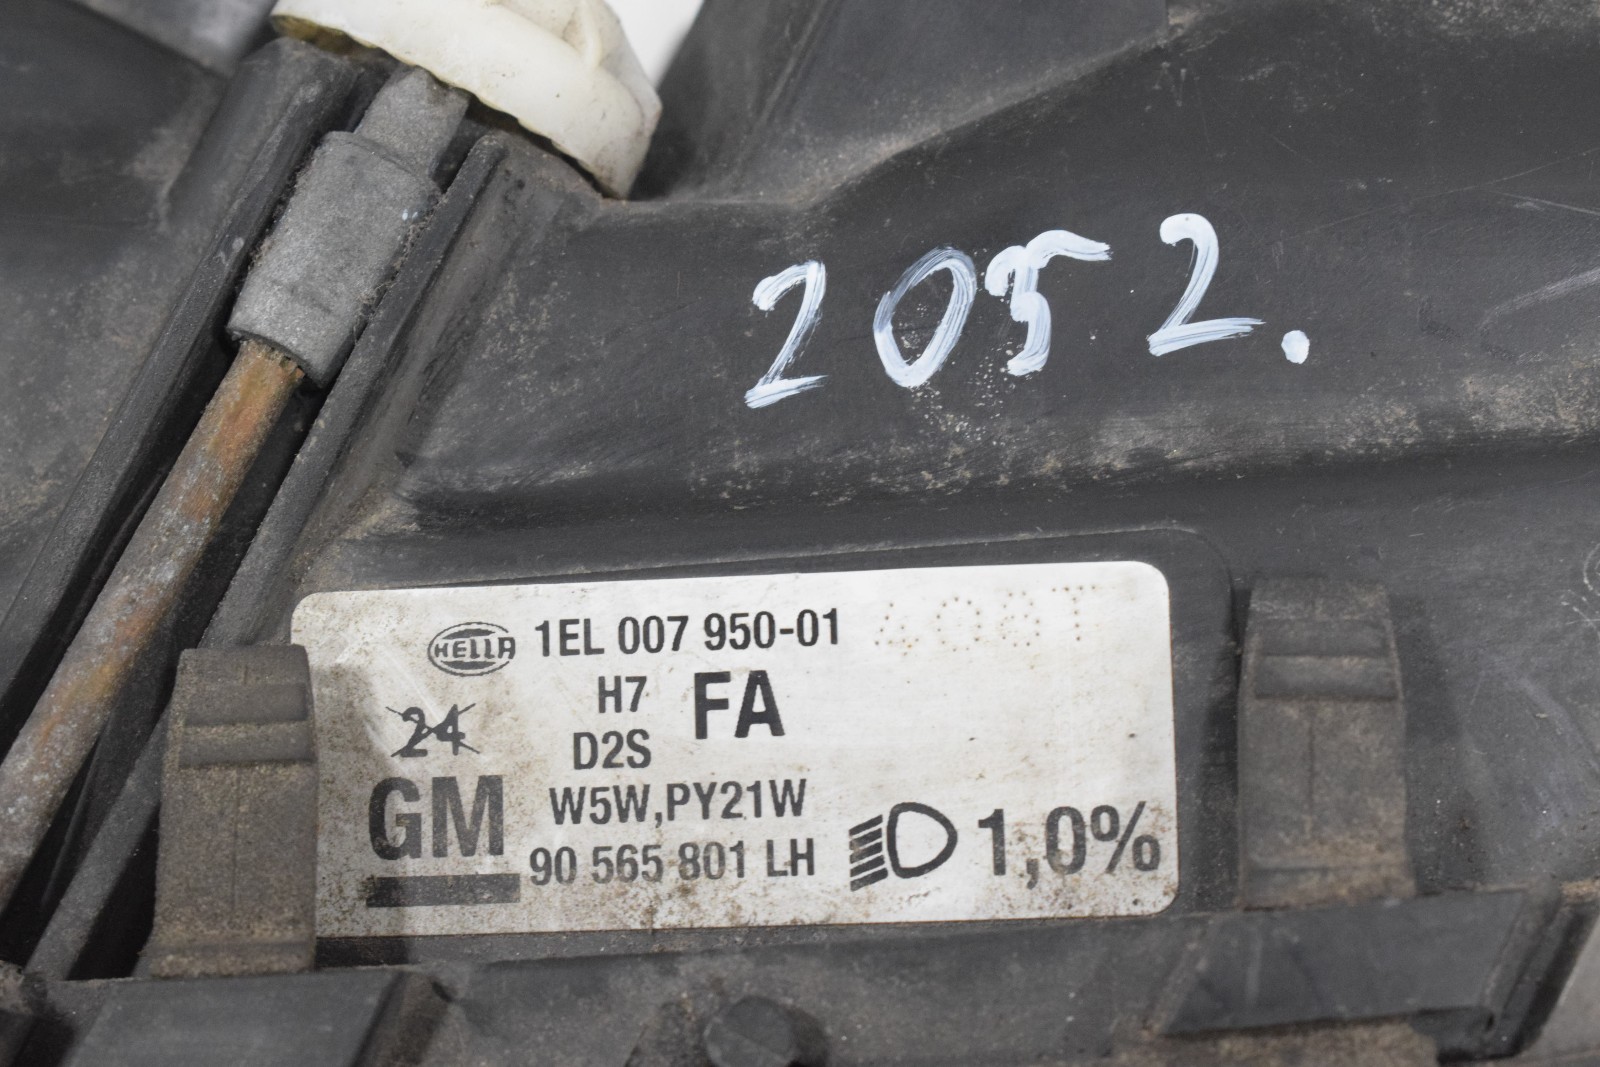 2052.
HELLA 1EL 007 950-01
H7 FA
24 D2S
GM W5W,PY21W
90 565 801 LH 1,0%